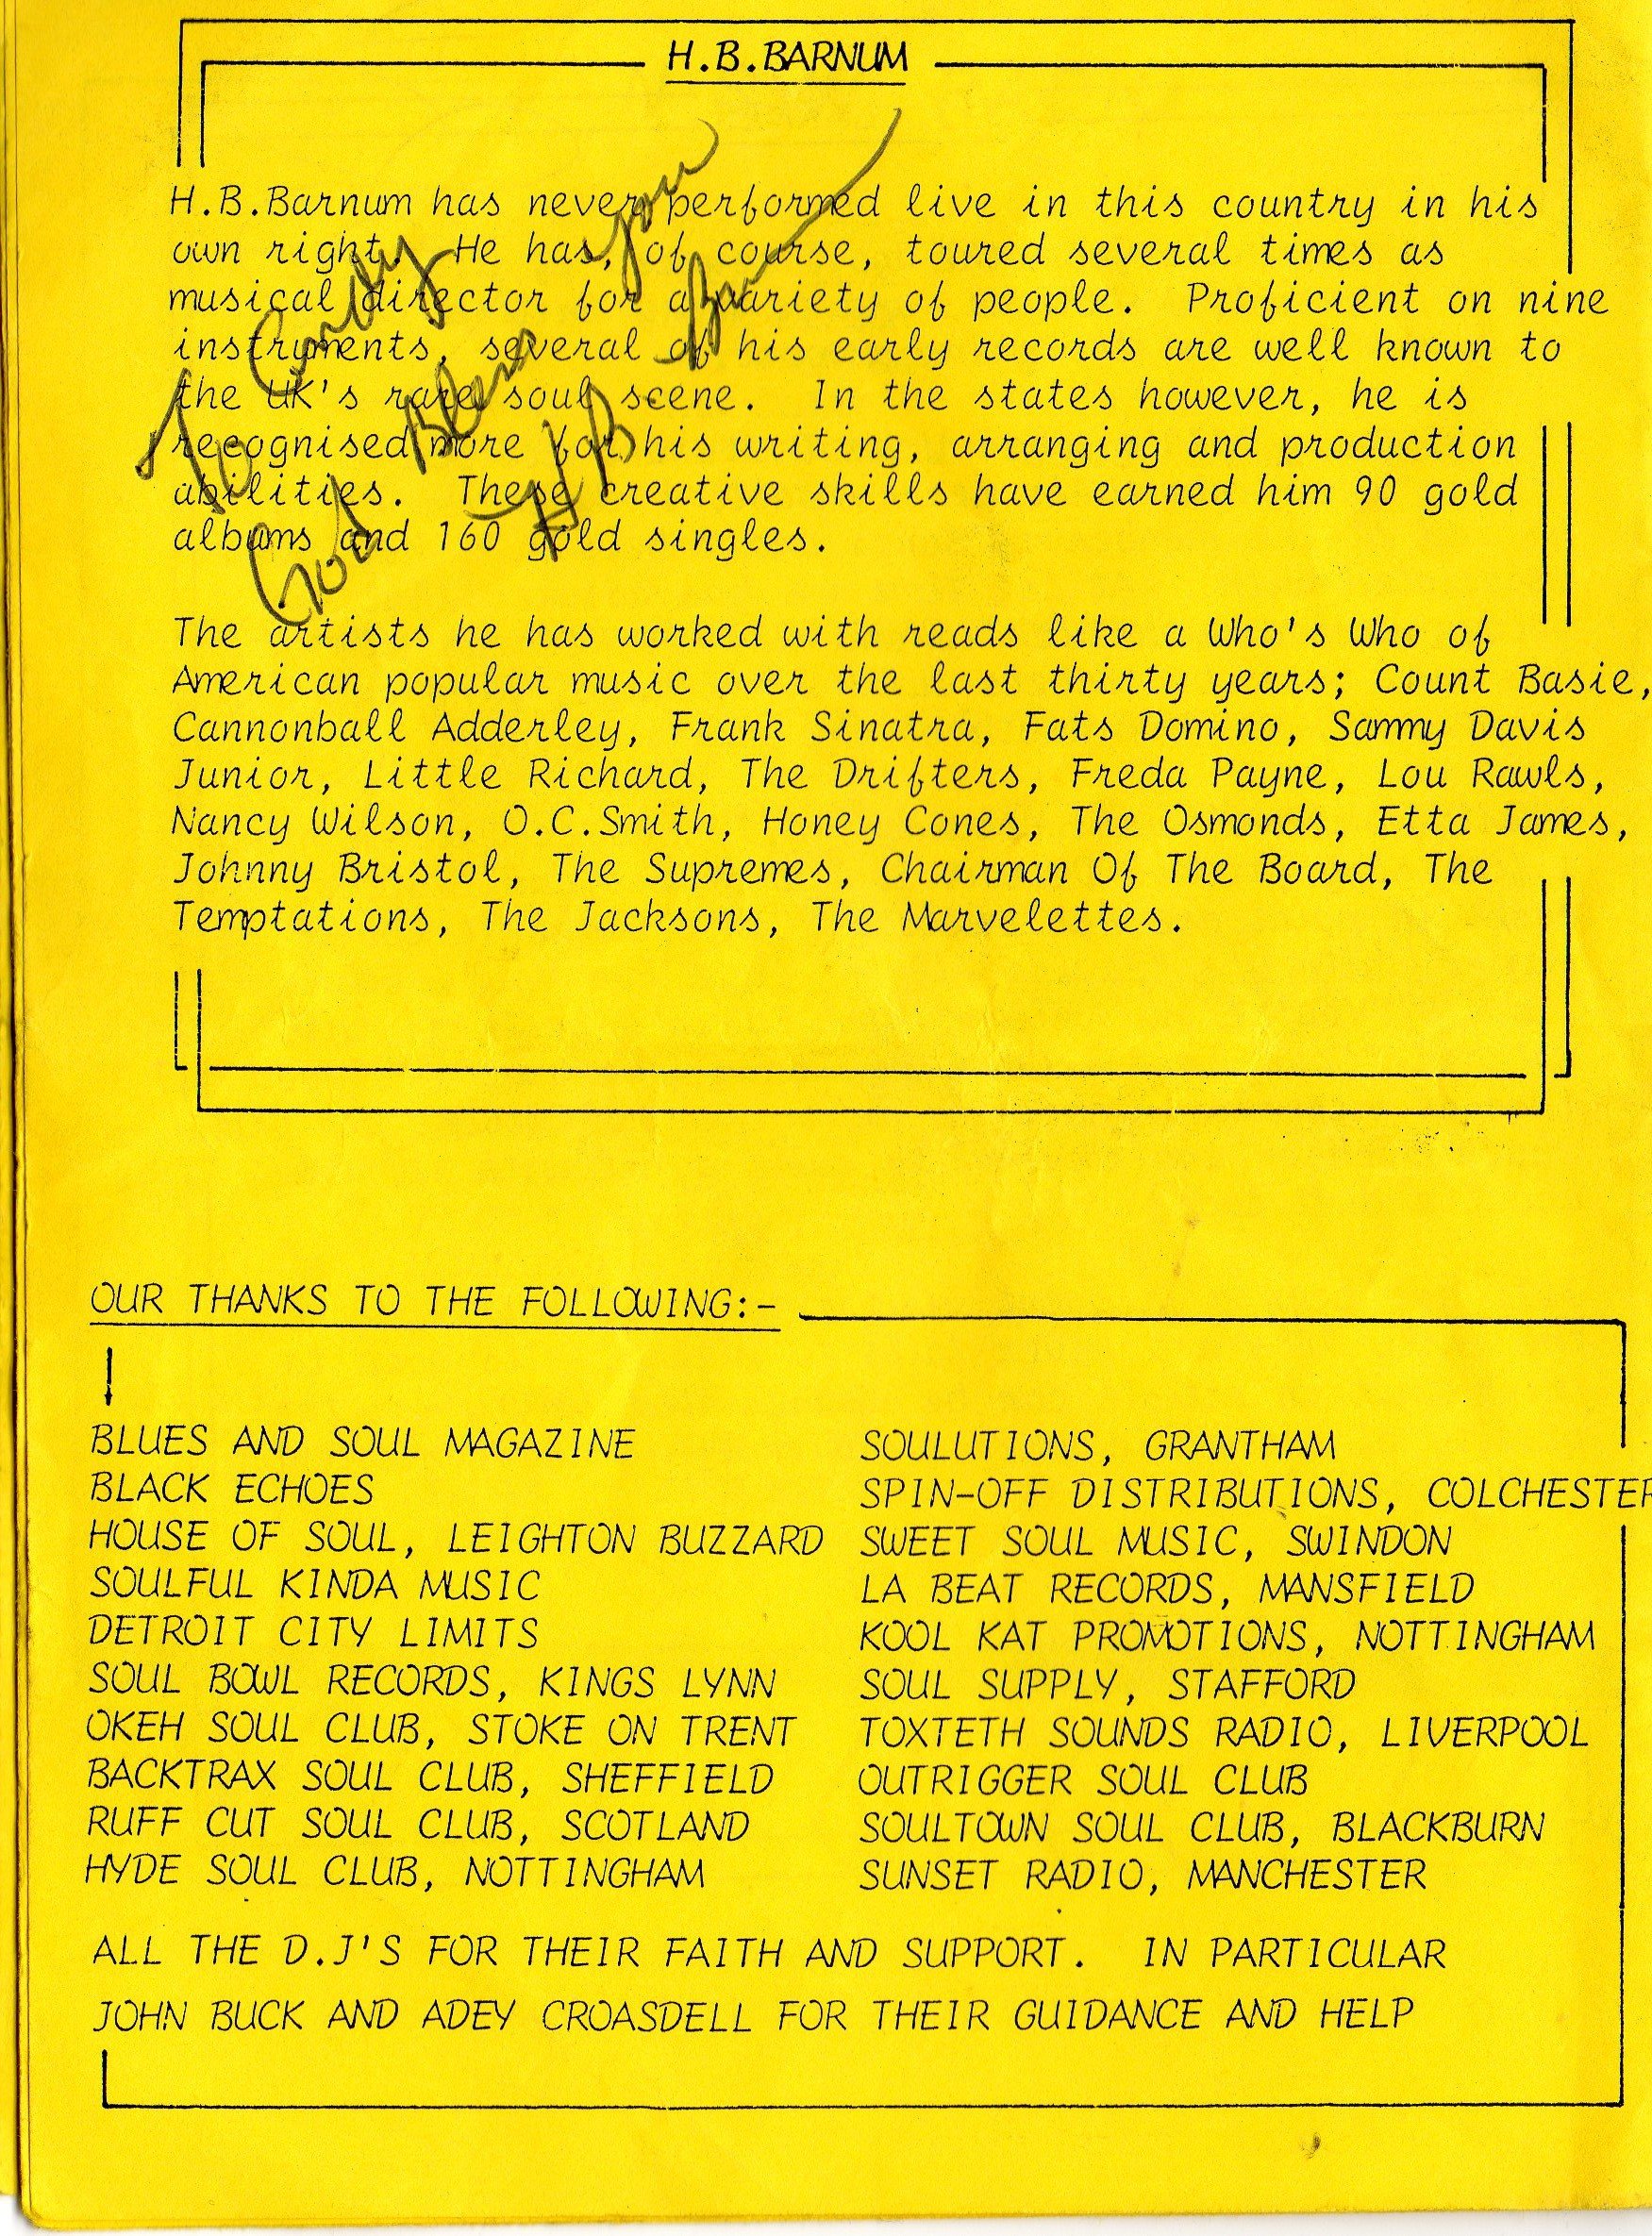 H.B.BARNUM
H.B.Barnum has never performed live in this country in his
own right. He has, of course, toured several times as
musical director for a variety of people. Proficient on nine
instruments, several of his early records are well known to
the UK's rare soul scene. In the states however, he is
recognised more for his writing, arranging and production
abilities. These creative skills have earned him 90 gold
albums and 160 gold singles.
To
God Bless you
HB Barnum
The artists he has worked with reads like a Who's Who of
American popular music over the last thirty years; Count Basie,
Cannonball Adderley, Frank Sinatra, Fats Domino, Sammy Davis
Junior, Little Richard, The Drifters, Freda Payne, Lou Rawls,
Nancy Wilson, O.C.Smith, Honey Cones, The Osmonds, Etta James,
Johnny Bristol, The Supremes, Chairman Of The Board, The
Temptations, The Jacksons, The Marvelettes.
OUR THANKS TO THE FOLLOWING:-
BLUES AND SOUL MAGAZINE
BLACK ECHOES
HOUSE OF SOUL, LEIGHTON BUZZARD
SOULFUL KINDA MUSIC
DETROIT CITY LIMITS
SOUL BOWL RECORDS, KINGS LYNN
OKEH SOUL CLUB, STOKE ON TRENT
BACKTRAX SOUL CLUB, SHEFFIELD
RUFF CUT SOUL CLUB, SCOTLAND
HYDE SOUL CLUB, NOTTINGHAM
SOULUTIONS, GRANTHAM
SPIN-OFF DISTRIBUTIONS, COLCHESTER
SWEET SOUL MUSIC, SWINDON
LA BEAT RECORDS, MANSFIELD
KOOL KAT PROMOTIONS, NOTTINGHAM
SOUL SUPPLY, STAFFORD
TOXTETH SOUNDS RADIO, LIVERPOOL
OUTRIGGER SOUL CLUB
SOULTOWN SOUL CLUB, BLACKBURN
SUNSET RADIO, MANCHESTER
ALL THE D.J'S FOR THEIR FAITH AND SUPPORT. IN PARTICULAR
JOHN BUCK AND ADEY CROASDELL FOR THEIR GUIDANCE AND HELP